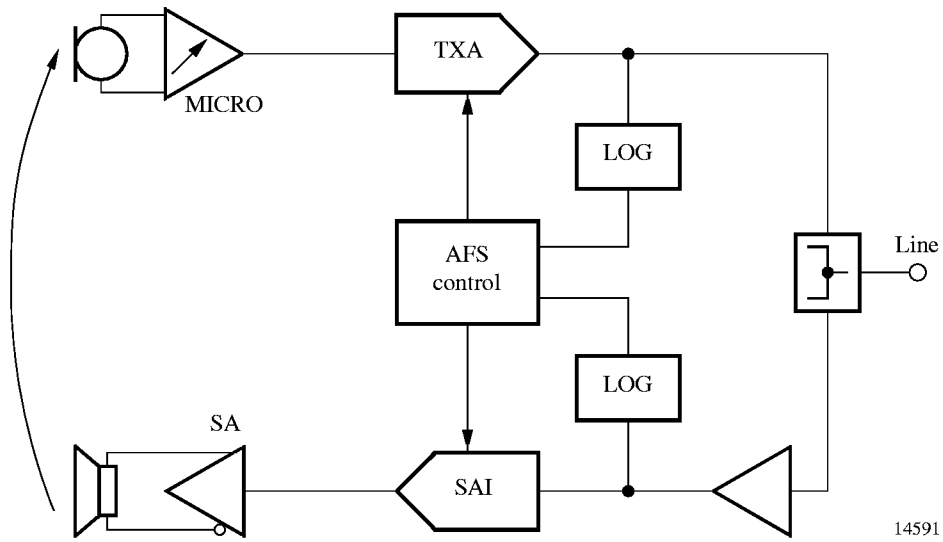 TXA
MICRO
LOG
AFS
control
Line
LOG
SA
SAI
14591